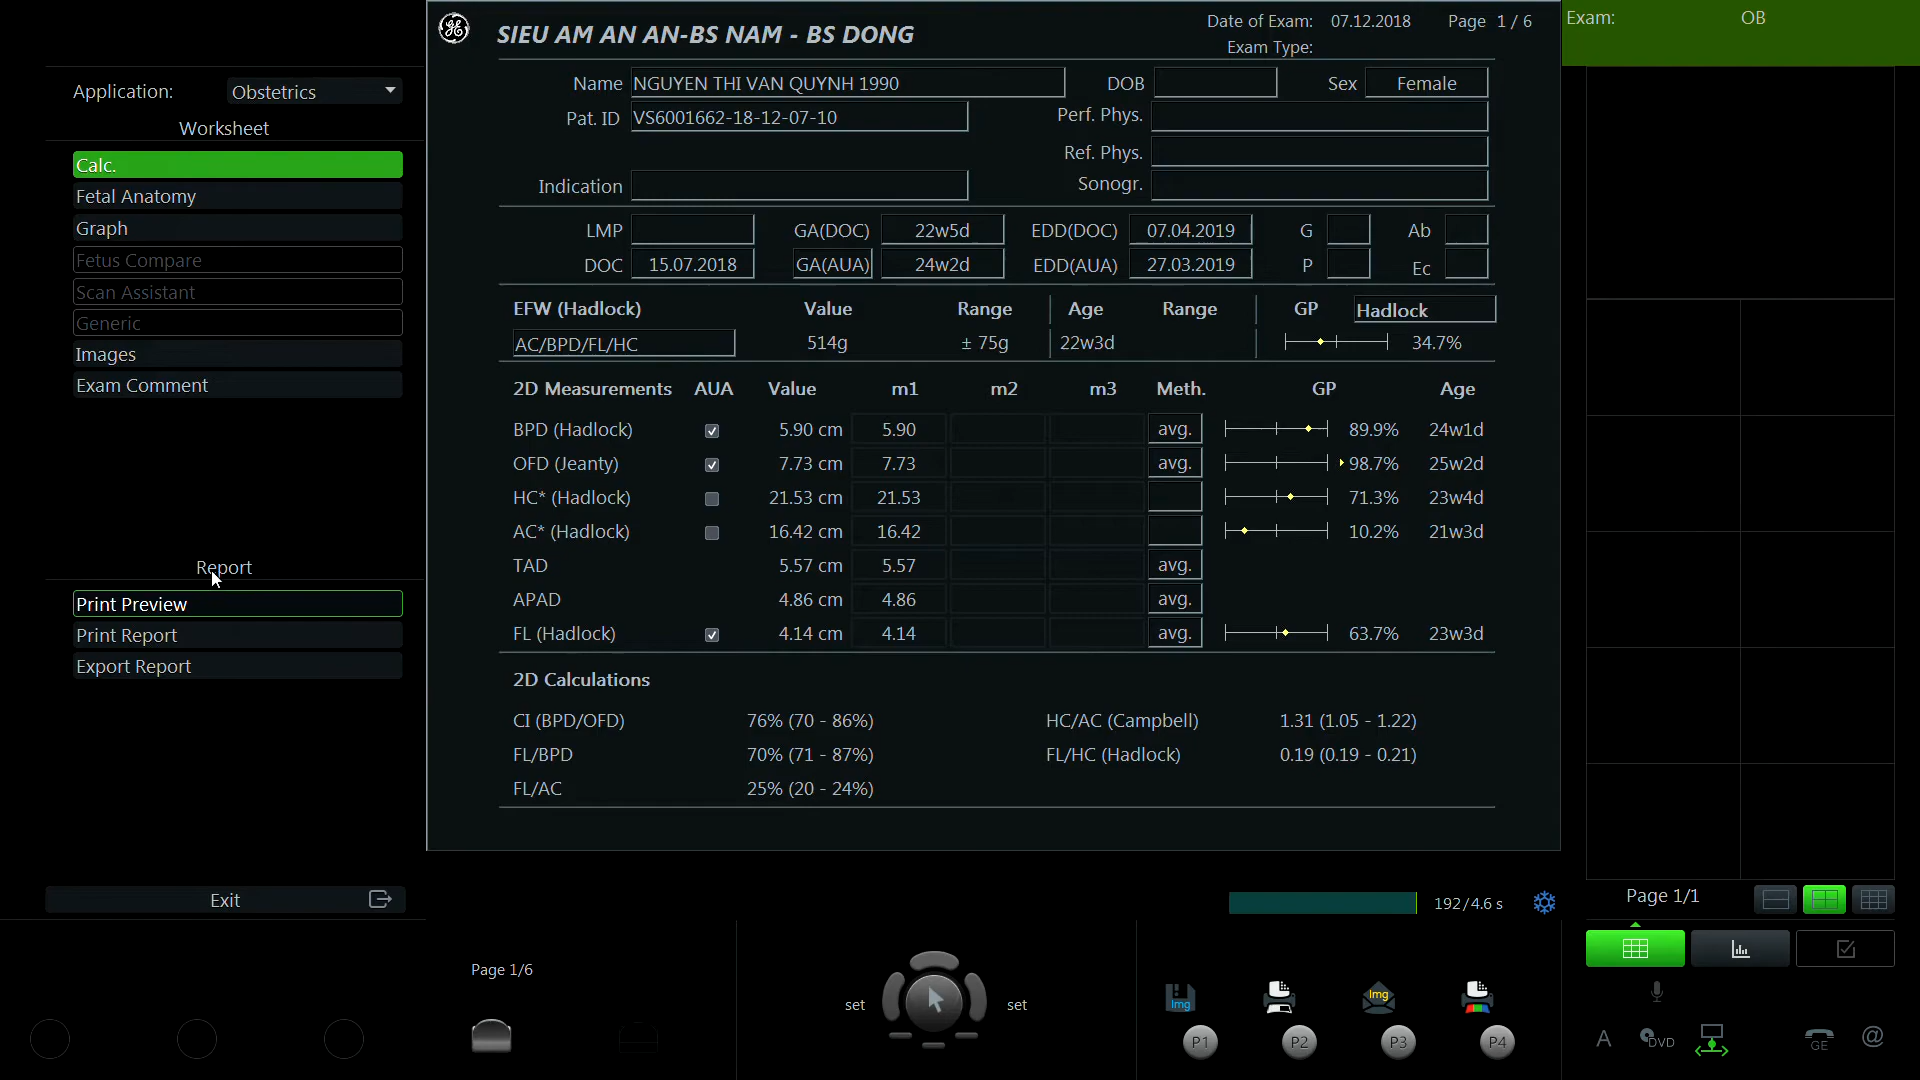 Application: Obstetrics
Worksheet
Calc.
Fetal Anatomy
Graph
Fetus Compare
Scan Assistant
Generic
Images
Exam Comment
Report
Print Preview
Print Report
Export Report
Exit
SIEU AM AN AN-BS NAM - BS DONG
Date of Exam: 07.12.2018 Page 1 / 6
Exam Type:
Name NGUYEN THI VAN QUYNH 1990 DOB Sex Female
Pat. ID VS6001662-18-12-07-10 Perf. Phys.
Ref. Phys.
Indication Sonogr.
LMP GA(DOC) 22w5d EDD(DOC) 07.04.2019 G Ab
DOC 15.07.2018 GA(AUA) 24w2d EDD(AUA) 27.03.2019 P Ec
EFW (Hadlock) Value Range Age Range GP Hadlock
AC/BPD/FL/HC 514g ± 75g 22w3d 34.7%
2D Measurements AUA Value m1 m2 m3 Meth. GP Age
BPD (Hadlock) 5.90 cm 5.90 avg. 89.9% 24w1d
OFD (Jeanty) 7.73 cm 7.73 avg. 98.7% 25w2d
HC* (Hadlock) 21.53 cm 21.53 71.3% 23w4d
AC* (Hadlock) 16.42 cm 16.42 10.2% 21w3d
TAD 5.57 cm 5.57 avg.
APAD 4.86 cm 4.86 avg.
FL (Hadlock) 4.14 cm 4.14 avg. 63.7% 23w3d
2D Calculations
CI (BPD/OFD) 76% (70 - 86%) HC/AC (Campbell) 1.31 (1.05 - 1.22)
FL/BPD 70% (71 - 87%) FL/HC (Hadlock) 0.19 (0.19 - 0.21)
FL/AC 25% (20 - 24%)
192/4.6 s
Page 1/6
set set
Img Img
P1 P2 P3 P4
Exam: OB
Page 1/1
A DVD GE @